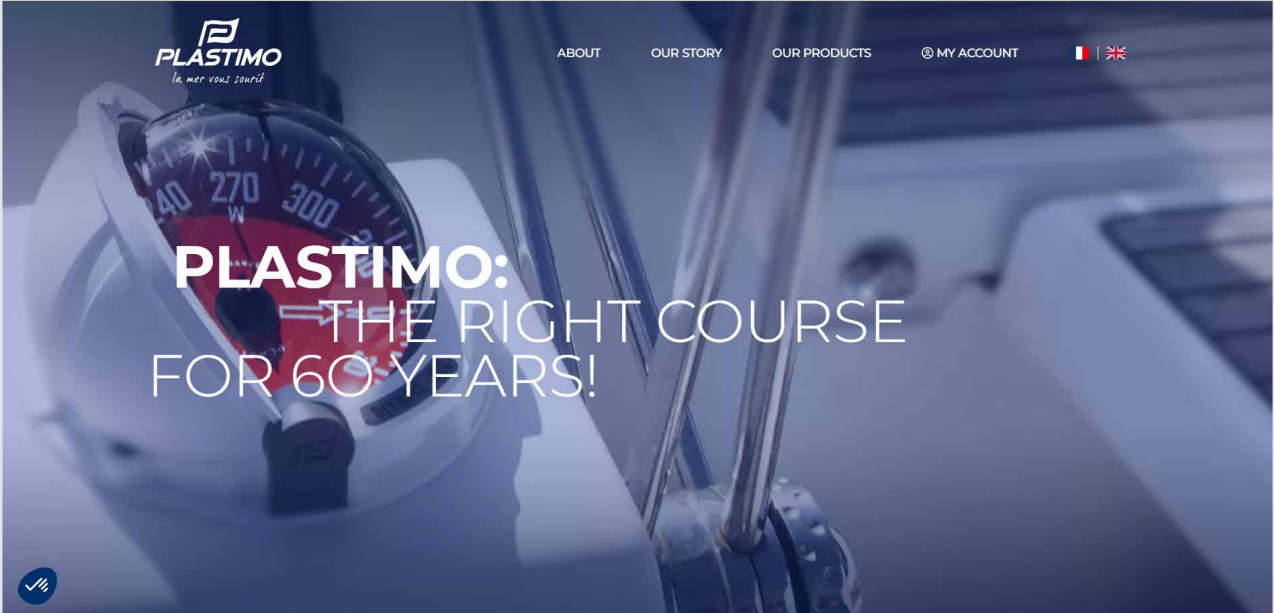 PLASTIMO
la mer vous sourit
ABOUT
OUR STORY
OUR PRODUCTS
MY ACCOUNT
270
W
300
PLASTIMO:
THE RIGHT COURSE
FOR 60 YEARS!